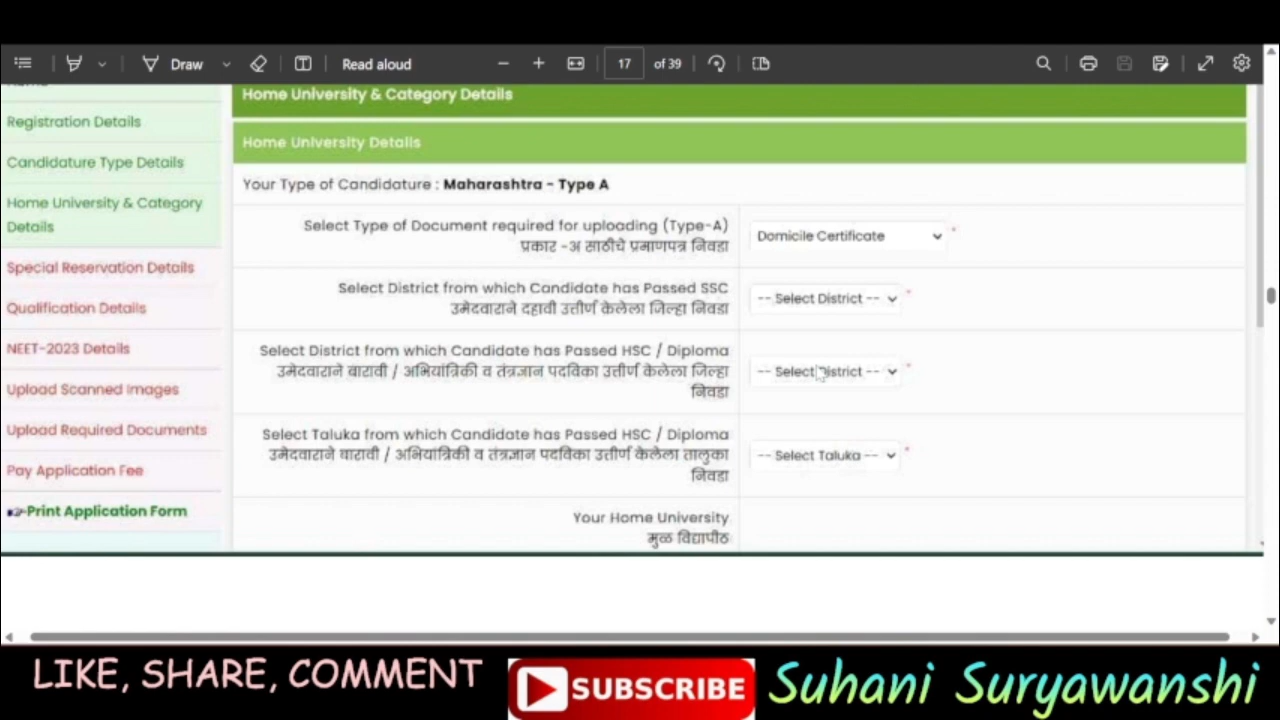 Draw
Read aloud
17
of 39
Home University & Category Details
Registration Details
Candidature Type Details
Home University & Category
Details
Special Reservation Details
Qualification Details
NEET-2023 Details
Upload Scanned Images
Upload Required Documents
Pay Application Fee
Print Application Form
Home University Details
Your Type of Candidature : Maharashtra - Type A
Select Type of Document required for uploading (Type-A)
प्रकार -अ साठीचे प्रमाणपत्र निवडा
Domicile Certificate
*
Select District from which Candidate has Passed SSC
उमेदवाराने दहावी उत्तीर्ण केलेला जिल्हा निवडा
-- Select District --
*
Select District from which Candidate has Passed HSC / Diploma
उमेदवाराने बारावी / अभियांत्रिकी व तंत्रज्ञान पदविका उत्तीर्ण केलेला जिल्हा
निवडा
-- Select District --
*
Select Taluka from which Candidate has Passed HSC / Diploma
उमेदवाराने बारावी / अभियांत्रिकी व तंत्रज्ञान पदविका उत्तीर्ण केलेला तालुका
निवडा
-- Select Taluka --
*
Your Home University
मुळ विद्यापीठ
LIKE, SHARE, COMMENT
SUBSCRIBE
Suhani Suryawanshi